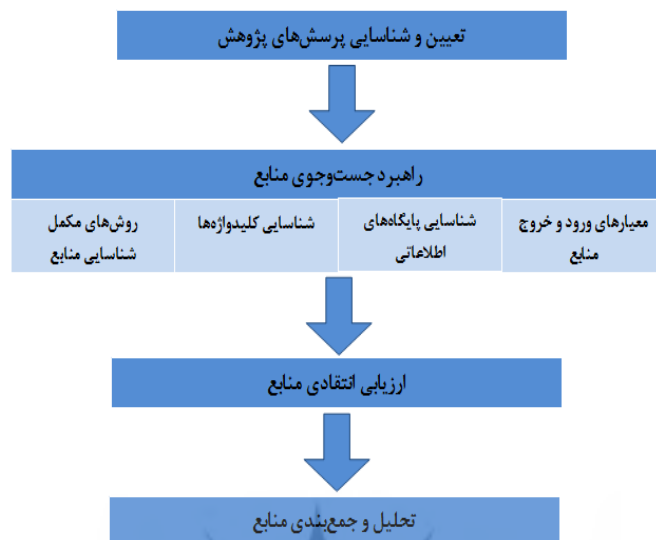 تعیین و شناسایی پرسش‌های پژوهش
راهبرد جست‌وجوی منابع
معیارهای ورود و خروج
منابع
شناسایی پایگاه‌های
اطلاعاتی
شناسایی کلیدواژه‌ها
روش‌های مکمل
شناسایی منابع
ارزیابی انتقادی منابع
تحلیل و جمع‌بندی منابع